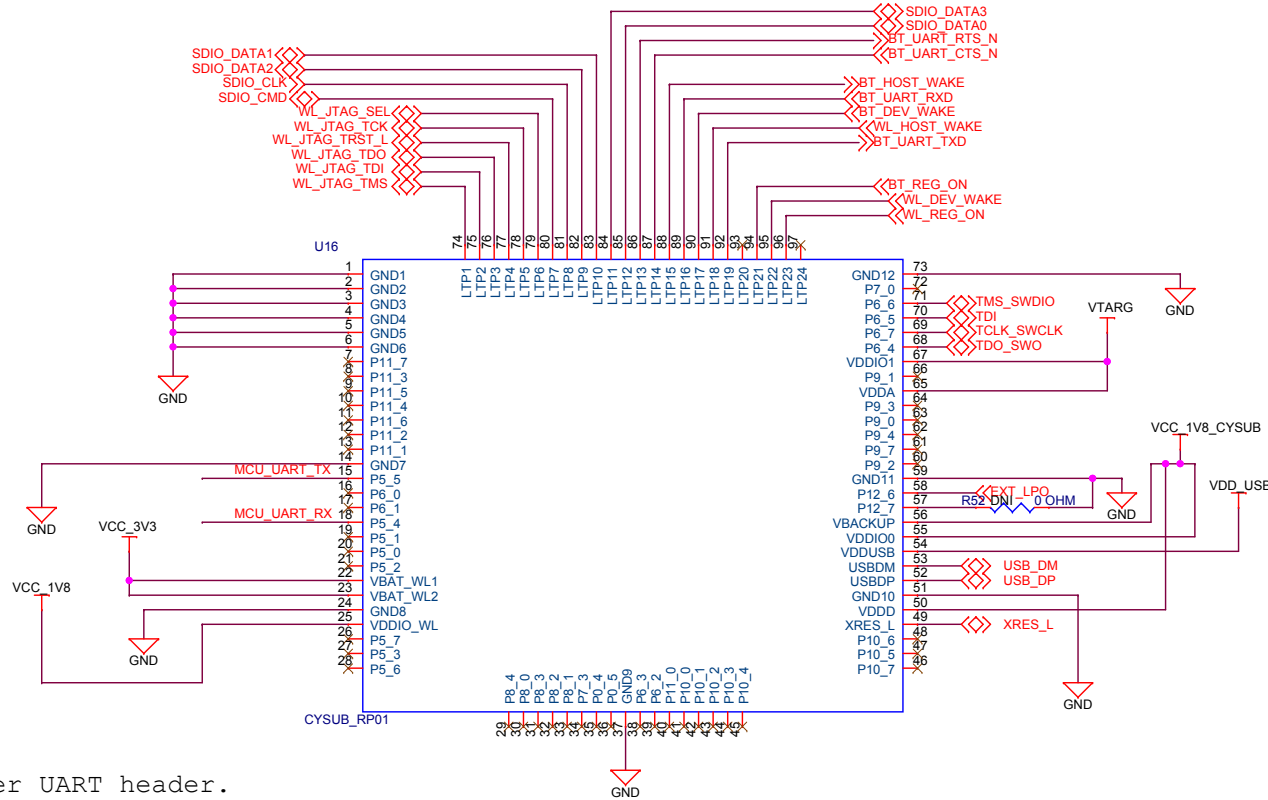 SDIO_DATA3
SDIO_DATA0
BT_UART_RTS_N
BT_UART_CTS_N
SDIO_DATA1
SDIO_DATA2
SDIO_CLK
SDIO_CMD
WL_JTAG_SEL
WL_JTAG_TCK
WL_JTAG_TRST_L
WL_JTAG_TDO
WL_JTAG_TDI
WL_JTAG_TMS
BT_HOST_WAKE
BT_UART_RXD
BT_DEV_WAKE
WL_HOST_WAKE
BT_UART_TXD
BT_REG_ON
WL_DEV_WAKE
WL_REG_ON
U16
74 75 76 77 78 79 80 81 82 83 84 85 86 87 88 89 90 91 92 93 94 95 96 97
LTP1 LTP2 LTP3 LTP4 LTP5 LTP6 LTP7 LTP8 LTP9 LTP10 LTP11 LTP12 LTP13 LTP14 LTP15 LTP16 LTP17 LTP18 LTP19 LTP20 LTP21 LTP22 LTP23 LTP24
1 GND1
2 GND2
3 GND3
4 GND4
5 GND5
6 GND6
7 P11_7
8 P11_3
9 P11_5
10 P11_4
11 P11_6
12 P11_2
13 P11_1
14 GND7
MCU_UART_TX 15 P5_5
16 P6_0
17 P6_1
MCU_UART_RX 18 P5_4
19 P5_1
20 P5_0
21 P5_2
22 VBAT_WL1
23 VBAT_WL2
24 GND8
25 VDDIO_WL
26 P5_7
27 P5_3
28 P5_6
GND
GND
VCC_3V3
VCC_1V8
GND
GND12 73
P7_0 72
P6_6 71 TMS_SWDIO
P6_5 70 TDI
P6_7 69 TCLK_SWCLK
P6_4 68 TDO_SWO
VDDIO1 67
P9_1 66
VDDA 65
P9_3 64
P9_0 63
P9_4 62
P9_7 61
P9_2 60
GND11 59
P12_6 58 EXT_LPO
P12_7 57 R52 DNI 0 OHM
VBACKUP 56
VDDIO0 55
VDDUSB 54
USBDM 53 USB_DM
USBDP 52 USB_DP
GND10 51
VDDD 50
XRES_L 49 XRES_L
P10_6 48
P10_5 47
P10_7 46
GND
VTARG
VCC_1V8_CYSUB
VDD_USB
GND
GND
P8_4 P8_0 P8_3 P8_2 P8_1 P7_3 P0_4 P0_5 GND9 P6_3 P6_2 P11_0 P10_0 P10_1 P10_2 P10_3 P10_4
CYSUB_RP01
29 30 31 32 33 34 35 36 37 38 39 40 41 42 43 44 45
GND
er UART header.